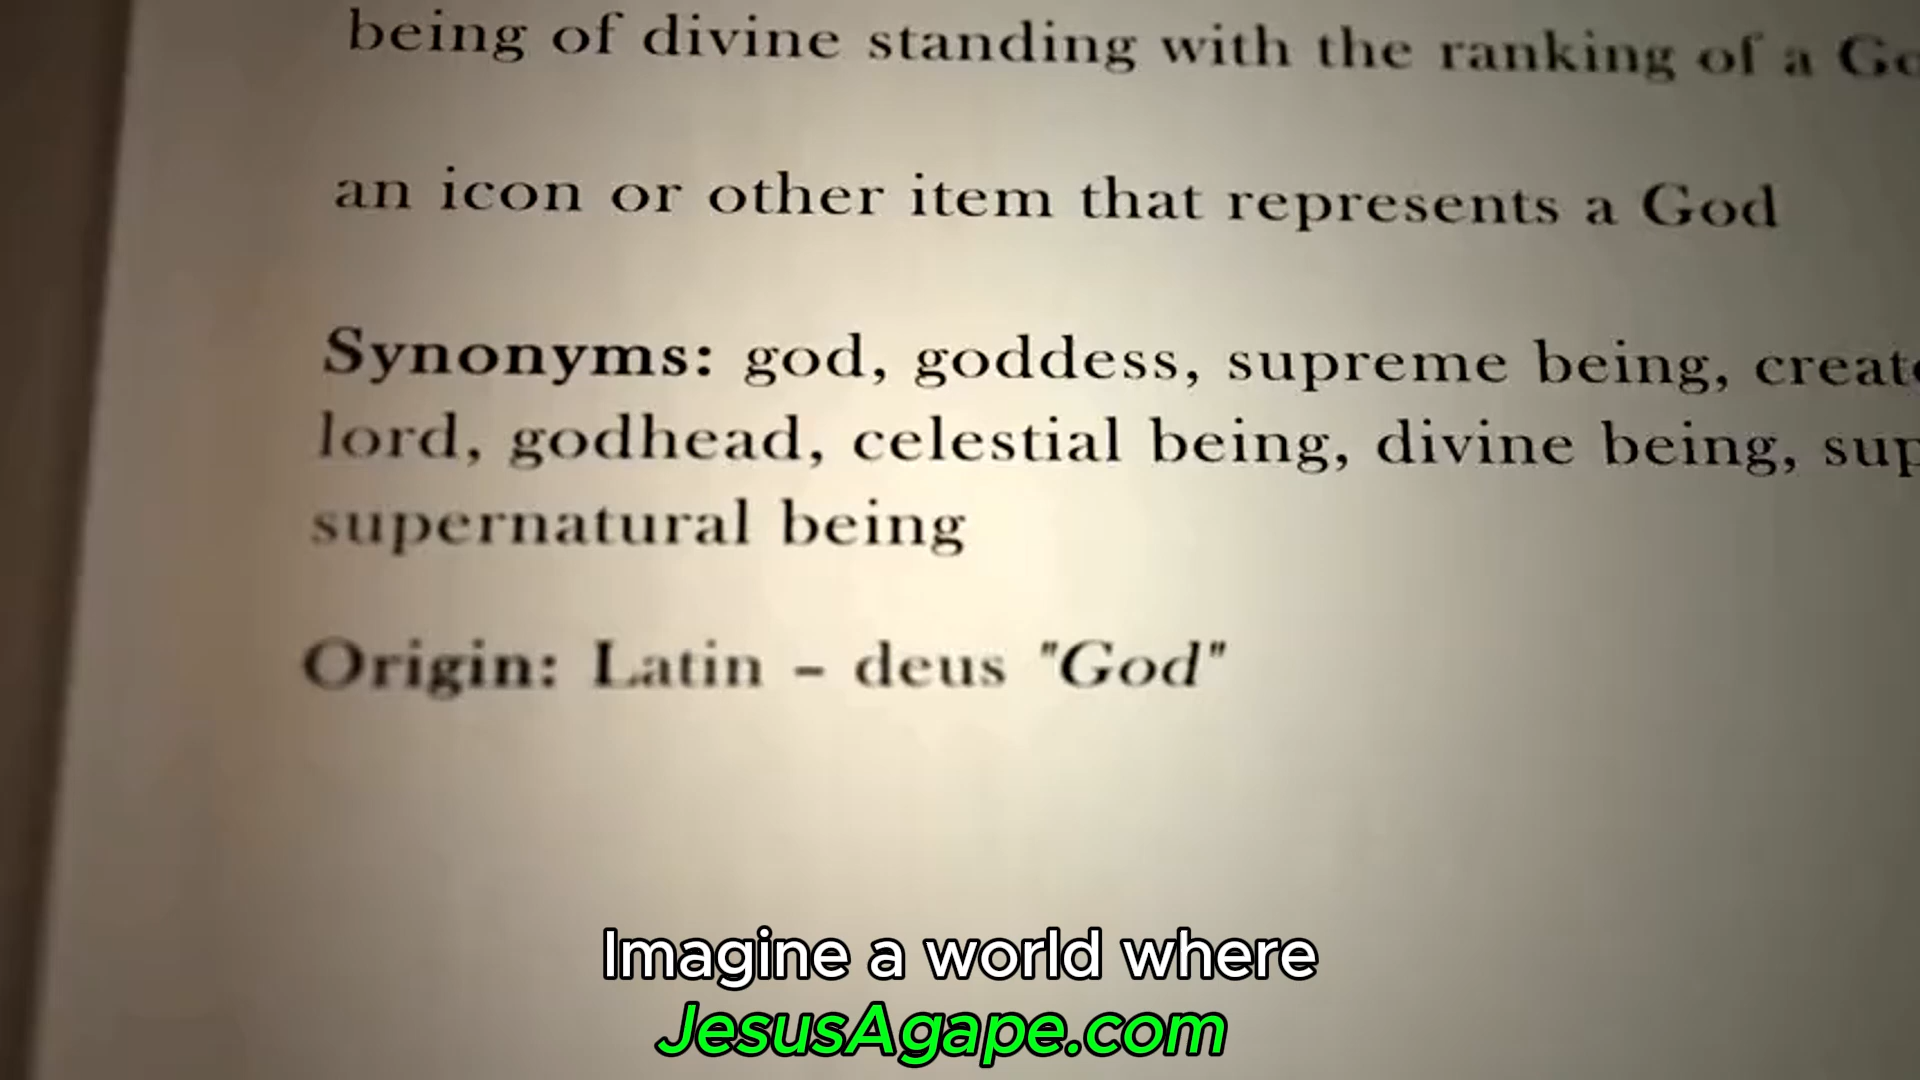 being of divine standing with the ranking of a
an icon or other item that represents a God
Synonyms: god, goddess, supreme being,
lord, godhead, celestial being, divine being,
supernatural being
Origin: Latin - deus "God"
Imagine a world where
JesusAgape.com